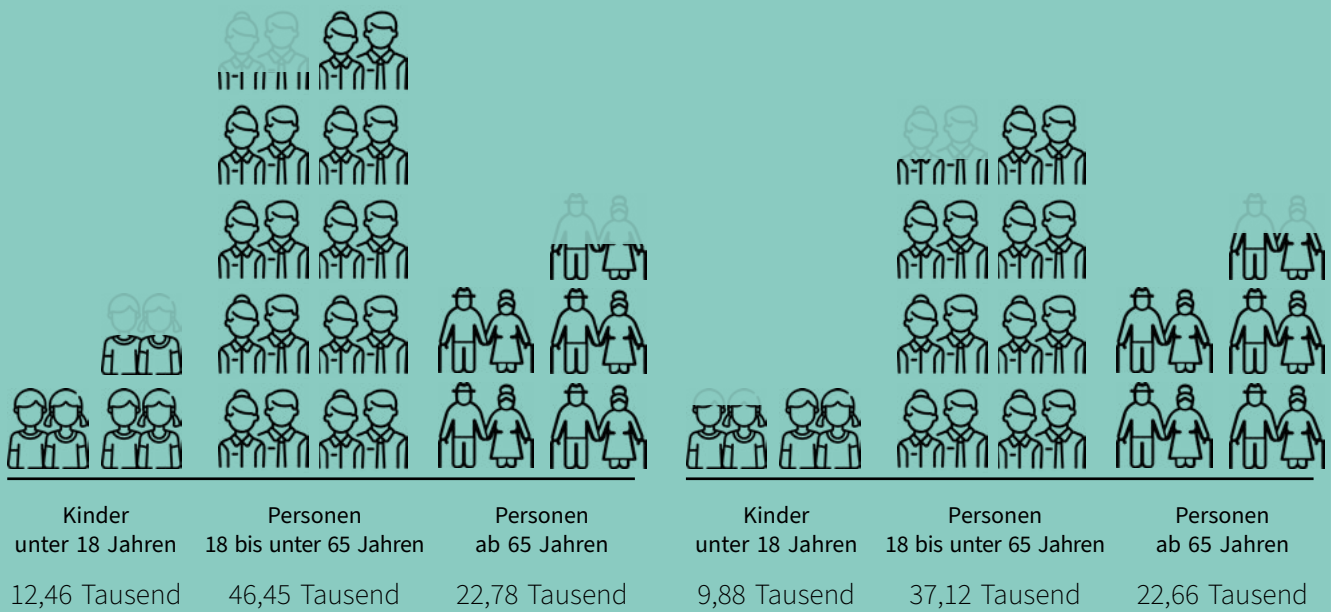 Kinder
unter 18 Jahren
12,46 Tausend
Personen
18 bis unter 65 Jahren
46,45 Tausend
Personen
ab 65 Jahren
22,78 Tausend
Kinder
unter 18 Jahren
9,88 Tausend
Personen
18 bis unter 65 Jahren
37,12 Tausend
Personen
ab 65 Jahren
22,66 Tausend